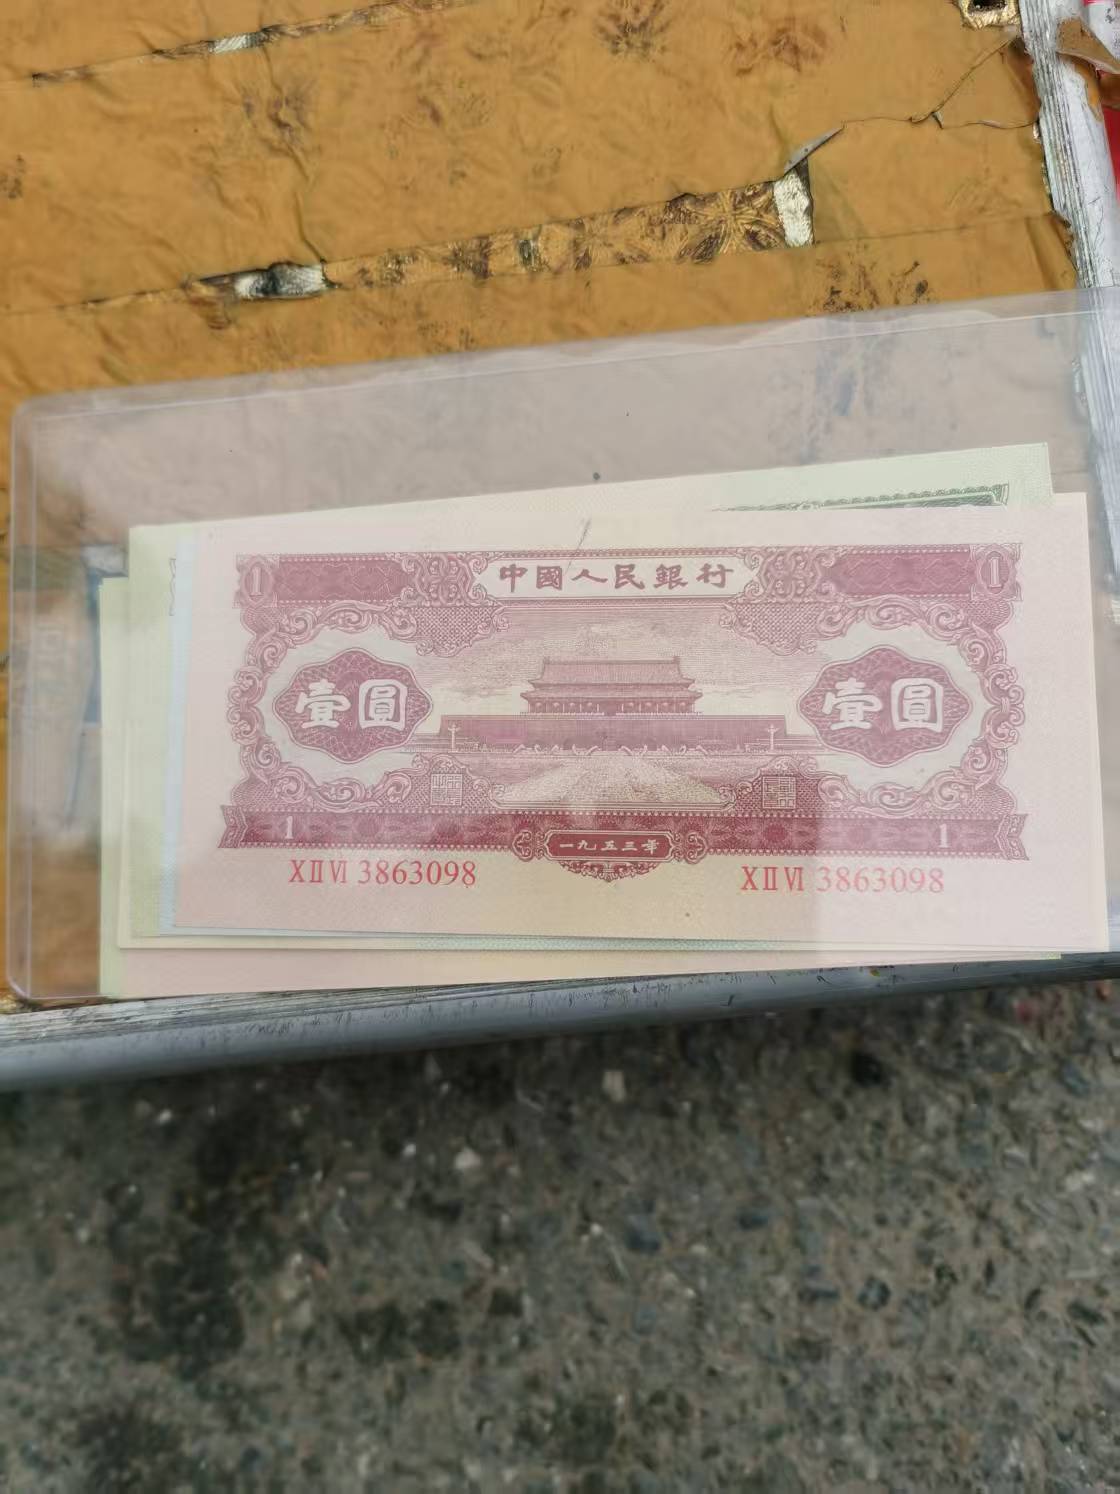 1 中國人民銀行 1
壹圓 壹圓
1 一九五三年 1
XⅡⅥ 3863098 XⅡⅥ 3863098